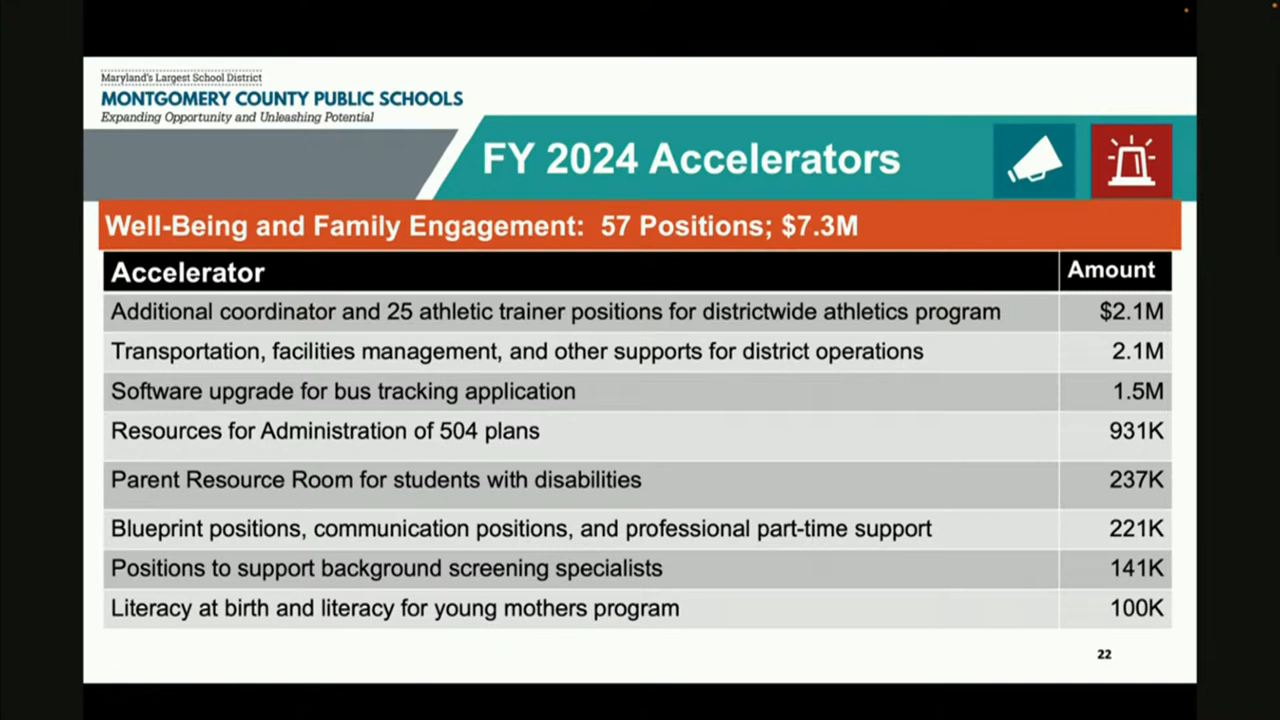 Maryland's Largest School District
MONTGOMERY COUNTY PUBLIC SCHOOLS
Expanding Opportunity and Unleashing Potential
FY 2024 Accelerators
Well-Being and Family Engagement: 57 Positions; $7.3M
Accelerator Amount
Additional coordinator and 25 athletic trainer positions for districtwide athletics program $2.1M
Transportation, facilities management, and other supports for district operations 2.1M
Software upgrade for bus tracking application 1.5M
Resources for Administration of 504 plans 931K
Parent Resource Room for students with disabilities 237K
Blueprint positions, communication positions, and professional part-time support 221K
Positions to support background screening specialists 141K
Literacy at birth and literacy for young mothers program 100K
22